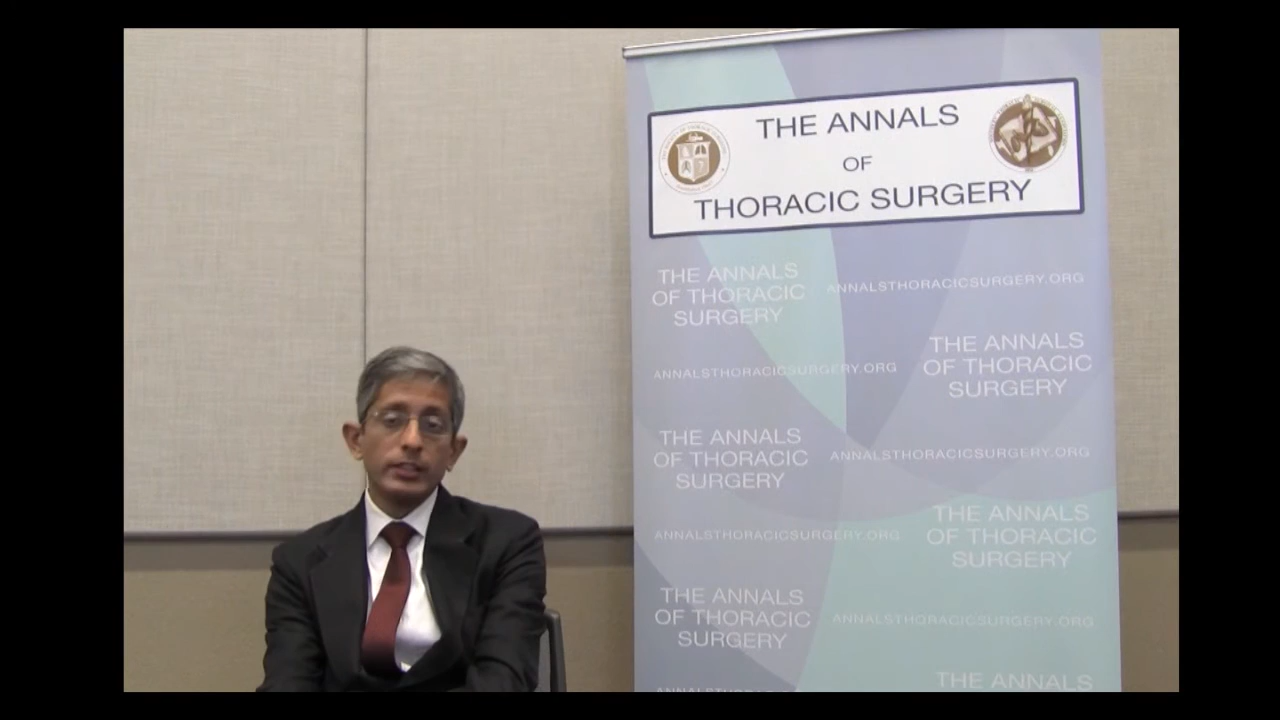 THE ANNALS
OF
THORACIC SURGERY
THE ANNALS
OF THORACIC
SURGERY
ANNALSTHORACICSURGERY.ORG
THE ANNALS
OF THORACIC
SURGERY
ANNALSTHORACICSURGERY.ORG
THE ANNALS
OF THORACIC
SURGERY
ANNALSTHORACICSURGERY.ORG
THE ANNALS
OF THORACIC
SURGERY
ANNALSTHORACICSURGERY.ORG
THE ANNALS
OF THORACIC
SURGERY
ANNALSTHORACICSURGERY.ORG
THE ANNALS